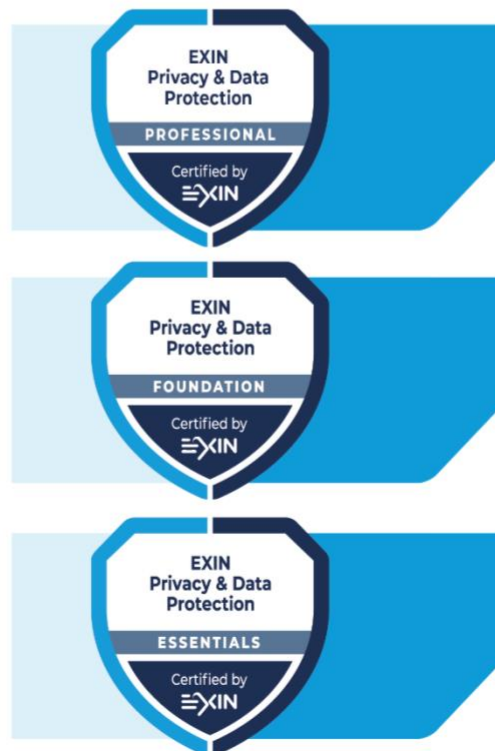 EXIN
Privacy & Data
Protection
PROFESSIONAL
Certified by
EXIN
EXIN
Privacy & Data
Protection
FOUNDATION
Certified by
EXIN
EXIN
Privacy & Data
Protection
ESSENTIALS
Certified by
EXIN